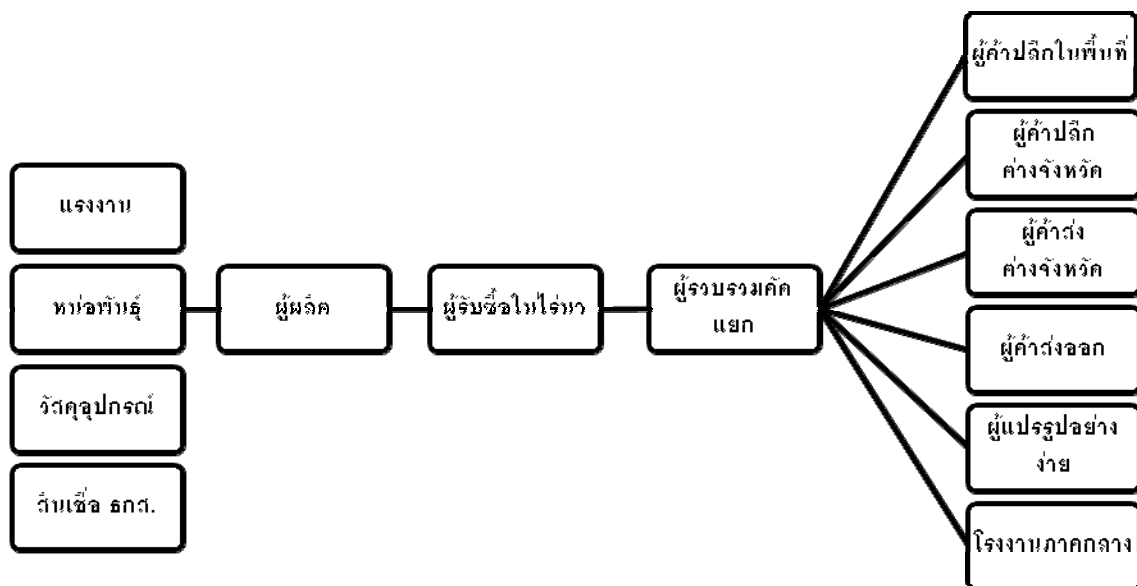 แรงงาน
หน่อพันธุ์
วัสดุอุปกรณ์
สินเชื่อ ธกส.
ผู้ผลิต
ผู้รับซื้อในไร่นา
ผู้รวบรวมคัด
แยก
ผู้ค้าปลีกในพื้นที่
ผู้ค้าปลีก
ต่างจังหวัด
ผู้ค้าส่ง
ต่างจังหวัด
ผู้ค้าส่งออก
ผู้แปรรูปอย่าง
ง่าย
โรงงานภาคกลาง